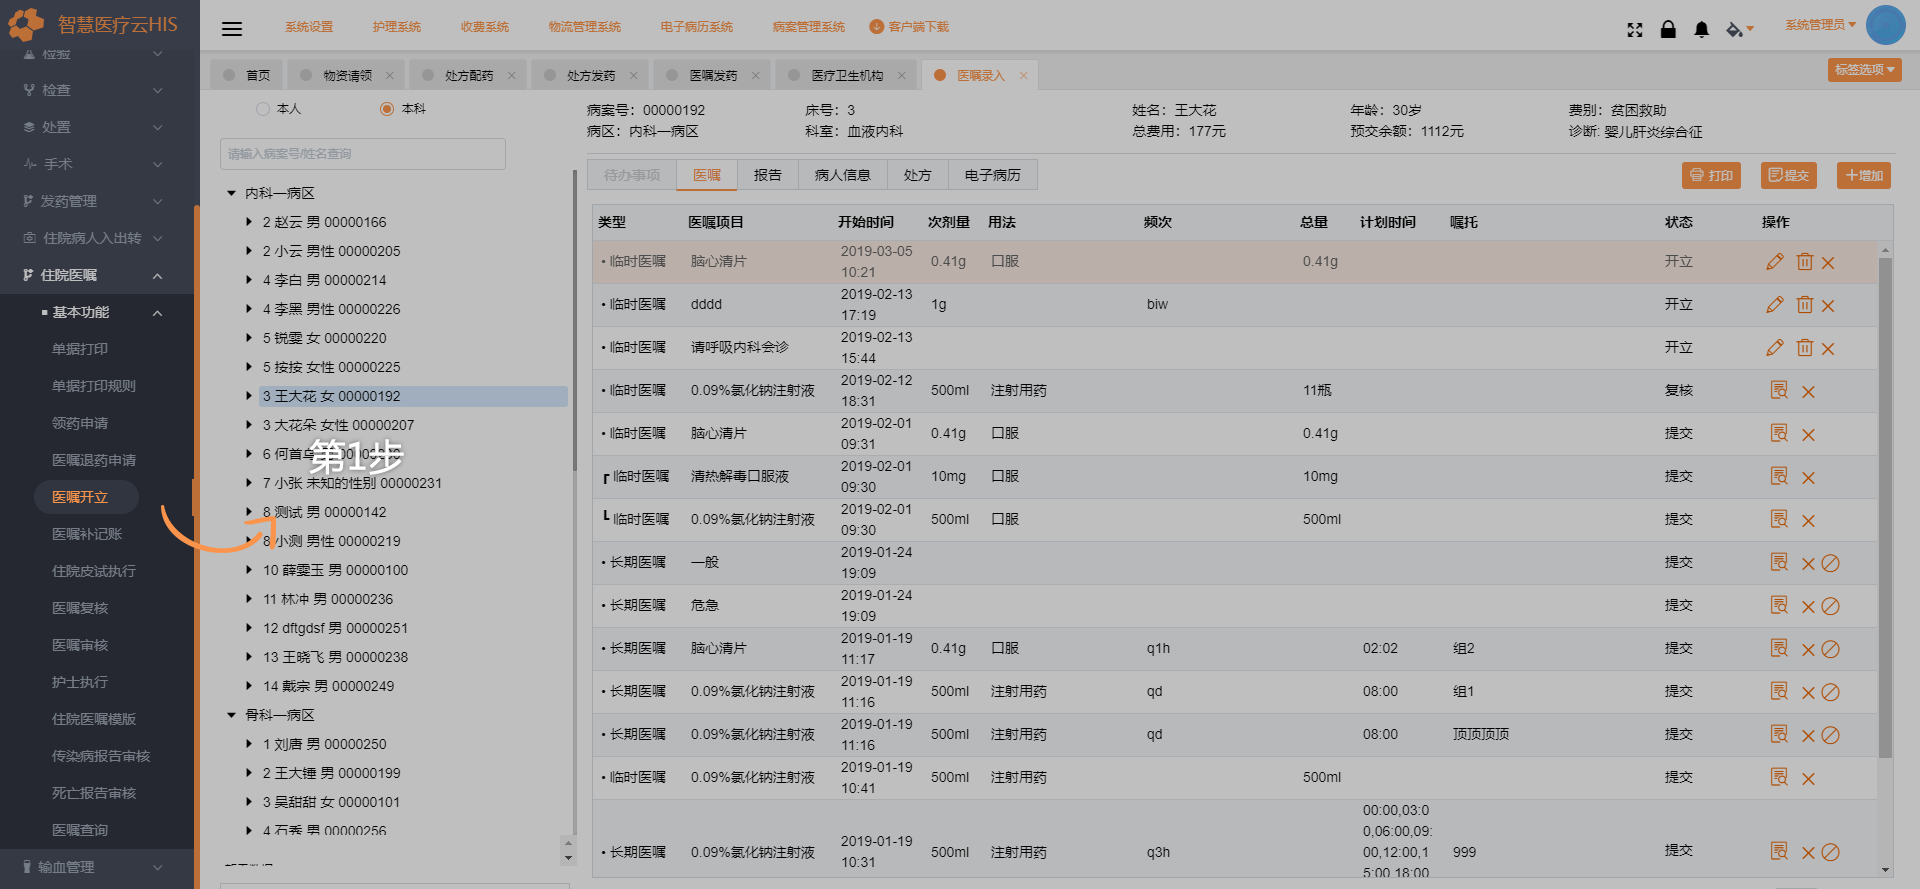 智慧医疗云HIS
系统设置 护理系统 收费系统 物流管理系统 电子病历系统 病案管理系统 客户端下载
系统管理员
首页 物资请领 处方配药 处方发药 医嘱发药 医疗卫生机构 医嘱录入
标签选项
检验
检查
处置
手术
发药管理
住院病人入出转
住院医嘱
基本功能
单据打印
单据打印规则
领药申请
医嘱退药申请
医嘱开立
医嘱补记账
住院皮试执行
医嘱复核
医嘱审核
护士执行
住院医嘱模版
传染病报告审核
死亡报告审核
医嘱查询
输血管理
本人 本科
请输入病案号/姓名查询
内科一病区
2 赵云 男 00000166
2 小云 男性 00000205
4 李白 男 00000214
4 李黑 男性 00000226
5 锐雯 女 00000220
5 按按 女性 00000225
3 王大花 女 00000192
3 大花朵 女性 00000207
6 何首乌
第1步
7 小张 未知的性别 00000231
8 测试 男 00000142
8 小测 男性 00000219
10 薛雯玉 男 00000100
11 林冲 男 00000236
12 dftgdsf 男 00000251
13 王晓飞 男 00000238
14 戴宗 男 00000249
骨科一病区
1 刘唐 男 00000250
2 王大锤 男 00000199
3 吴甜甜 女 00000101
4 石秀 男 00000256
病案号：00000192 床号：3 姓名：王大花 年龄：30岁 费别：贫困救助
病区：内科一病区 科室：血液内科 总费用：177元 预交余额：1112元 诊断: 婴儿肝炎综合征
待办事项 医嘱 报告 病人信息 处方 电子病历
打印 提交 增加
类型 医嘱项目 开始时间 次剂量 用法 频次 总量 计划时间 嘱托 状态 操作
• 临时医嘱 脑心清片 2019-03-05 10:21 0.41g 口服 0.41g 开立
• 临时医嘱 dddd 2019-02-13 17:19 1g biw 开立
• 临时医嘱 请呼吸内科会诊 2019-02-13 15:44 开立
• 临时医嘱 0.09%氯化钠注射液 2019-02-12 18:31 500ml 注射用药 11瓶 复核
• 临时医嘱 脑心清片 2019-02-01 09:31 0.41g 口服 0.41g 提交
┏ 临时医嘱 清热解毒口服液 2019-02-01 09:30 10mg 口服 10mg 提交
┗ 临时医嘱 0.09%氯化钠注射液 2019-02-01 09:30 500ml 口服 500ml 提交
• 长期医嘱 一般 2019-01-24 19:09 提交
• 长期医嘱 危急 2019-01-24 19:09 提交
• 长期医嘱 脑心清片 2019-01-19 11:17 0.41g 口服 q1h 02:02 组2 提交
• 长期医嘱 0.09%氯化钠注射液 2019-01-19 11:16 500ml 注射用药 qd 08:00 组1 提交
• 长期医嘱 0.09%氯化钠注射液 2019-01-19 11:16 500ml 注射用药 qd 08:00 顶顶顶顶 提交
• 临时医嘱 0.09%氯化钠注射液 2019-01-19 10:41 500ml 注射用药 500ml 提交
• 长期医嘱 0.09%氯化钠注射液 2019-01-19 10:31 500ml 注射用药 q3h 00:00,03:00,06:00,09:00,12:00,15:00,18:00 999 提交